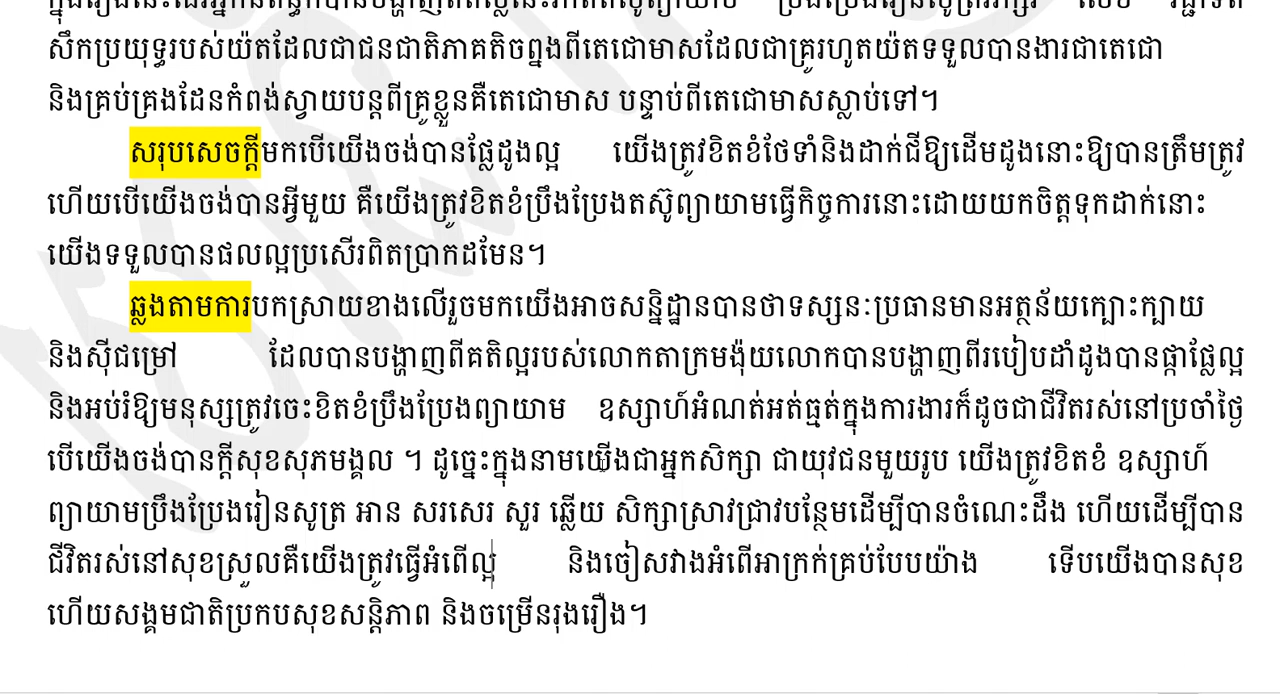 សឹកប្រយុទ្ធរបស់យ៉តដែលជាជនជាតិភាគតិចព្នងពីតេជោមាសដែលជាគ្រូរហូតយ៉តទទួលបានងារជាតេជោ
និងគ្រប់គ្រងដែនកំពង់ស្វាយបន្តពីគ្រូខ្លួនគឺតេជោមាស បន្ទាប់ពីតេជោមាសស្លាប់ទៅ។
សរុបសេចក្ដីមកបើយើងចង់បានផ្លែដូងល្អ យើងត្រូវខិតខំថែទាំនិងដាក់ជីឱ្យដើមដូងនោះឱ្យបានត្រឹមត្រូវ
ហើយបើយើងចង់បានអ្វីមួយ គឺយើងត្រូវខិតខំប្រឹងប្រែងតស៊ូព្យាយាមធ្វើកិច្ចការនោះដោយយកចិត្តទុកដាក់នោះ
យើងទទួលបានផលល្អប្រសើរពិតប្រាកដមែន។
ឆ្លងតាមការបកស្រាយខាងលើរួចមកយើងអាចសន្និដ្ឋានបានថាទស្សនៈប្រធានមានអត្ថន័យក្បោះក្បាយ
និងស៊ីជម្រៅ ដែលបានបង្ហាញពីគតិល្អរបស់លោកតាក្រមង៉ុយលោកបានបង្ហាញពីរបៀបដាំដូងបានផ្កាផ្លែល្អ
និងអប់រំឱ្យមនុស្សត្រូវចេះខិតខំប្រឹងប្រែងព្យាយាម ឧស្សាហ៍អំណត់អត់ធ្មត់ក្នុងការងារក៏ដូចជាជីវិតរស់នៅប្រចាំថ្ងៃ
បើយើងចង់បានក្ដីសុខសុភមង្គល ។ ដូច្នេះក្នុងនាមយើងជាអ្នកសិក្សា ជាយុវជនមួយរូប យើងត្រូវខិតខំ ឧស្សាហ៍
ព្យាយាមប្រឹងប្រែងរៀនសូត្រ អាន សរសេរ សួរ ឆ្លើយ សិក្សាស្រាវជ្រាវបន្ថែមដើម្បីបានចំណេះដឹង ហើយដើម្បីបាន
ជីវិតរស់នៅសុខស្រួលគឺយើងត្រូវធ្វើអំពើល្អ និងចៀសវាងអំពើអាក្រក់គ្រប់បែបយ៉ាង ទើបយើងបានសុខ
ហើយសង្គមជាតិប្រកបសុខសន្តិភាព និងចម្រើនរុងរឿង។